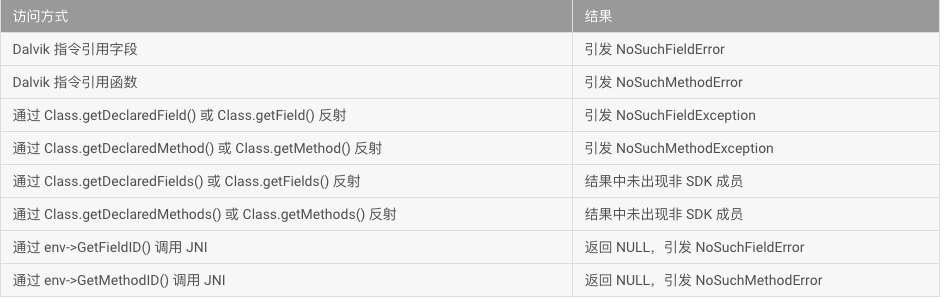 访问方式 结果
Dalvik 指令引用字段 引发 NoSuchFieldError
Dalvik 指令引用函数 引发 NoSuchMethodError
通过 Class.getDeclaredField() 或 Class.getField() 反射 引发 NoSuchFieldException
通过 Class.getDeclaredMethod() 或 Class.getMethod() 反射 引发 NoSuchMethodException
通过 Class.getDeclaredFields() 或 Class.getFields() 反射 结果中未出现非 SDK 成员
通过 Class.getDeclaredMethods() 或 Class.getMethods() 反射 结果中未出现非 SDK 成员
通过 env->GetFieldID() 调用 JNI 返回 NULL，引发 NoSuchFieldError
通过 env->GetMethodID() 调用 JNI 返回 NULL，引发 NoSuchMethodError